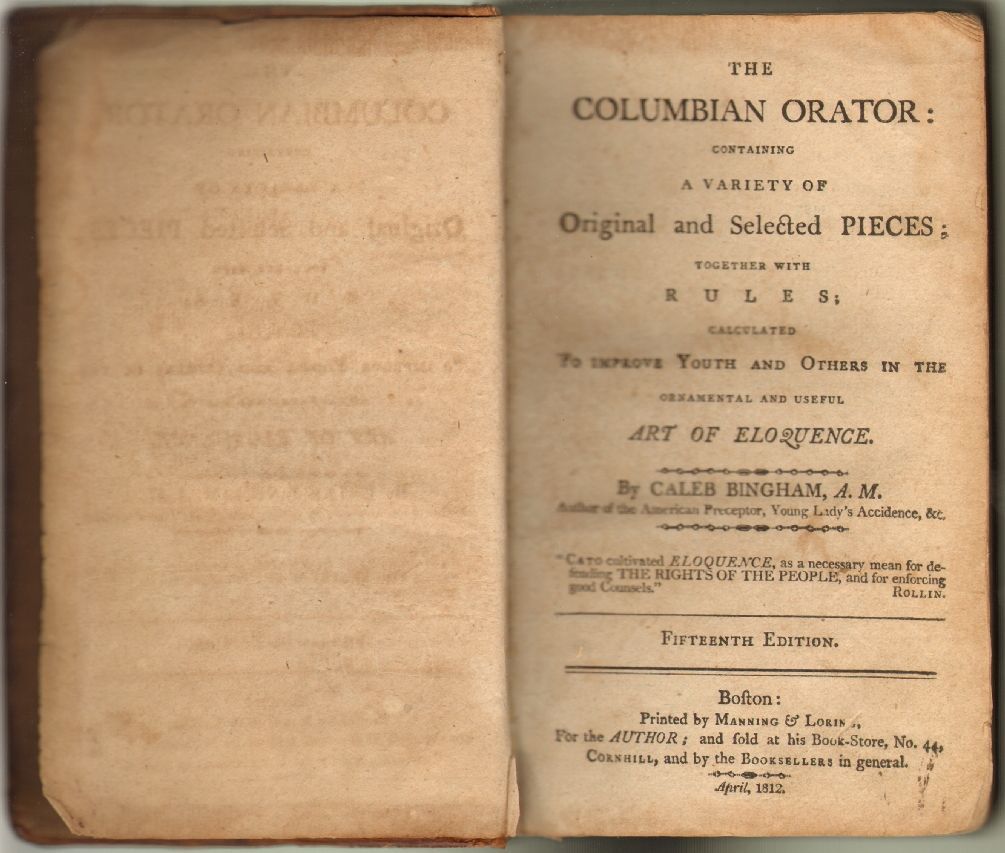 THE
COLUMBIAN ORATOR:
CONTAINING
A VARIETY OF
Original and Selected PIECES;
TOGETHER WITH
RULES;
CALCULATED
To improve Youth and Others in the
ORNAMENTAL AND USEFUL
ART OF ELOQUENCE.
By CALEB BINGHAM, A. M.
Author of the American Preceptor, Young Lady's Accidence, &c.
"Cato cultivated ELOQUENCE, as a necessary mean for de-
fending THE RIGHTS OF THE PEOPLE, and for enforcing
good Counsels."
Rollin.
Fifteenth Edition.
Boſton:
Printed by Manning & Loring,
For the AUTHOR; and ſold at his Book-Store, No. 44,
Cornhill, and by the Booksellers in general.
April, 1812.